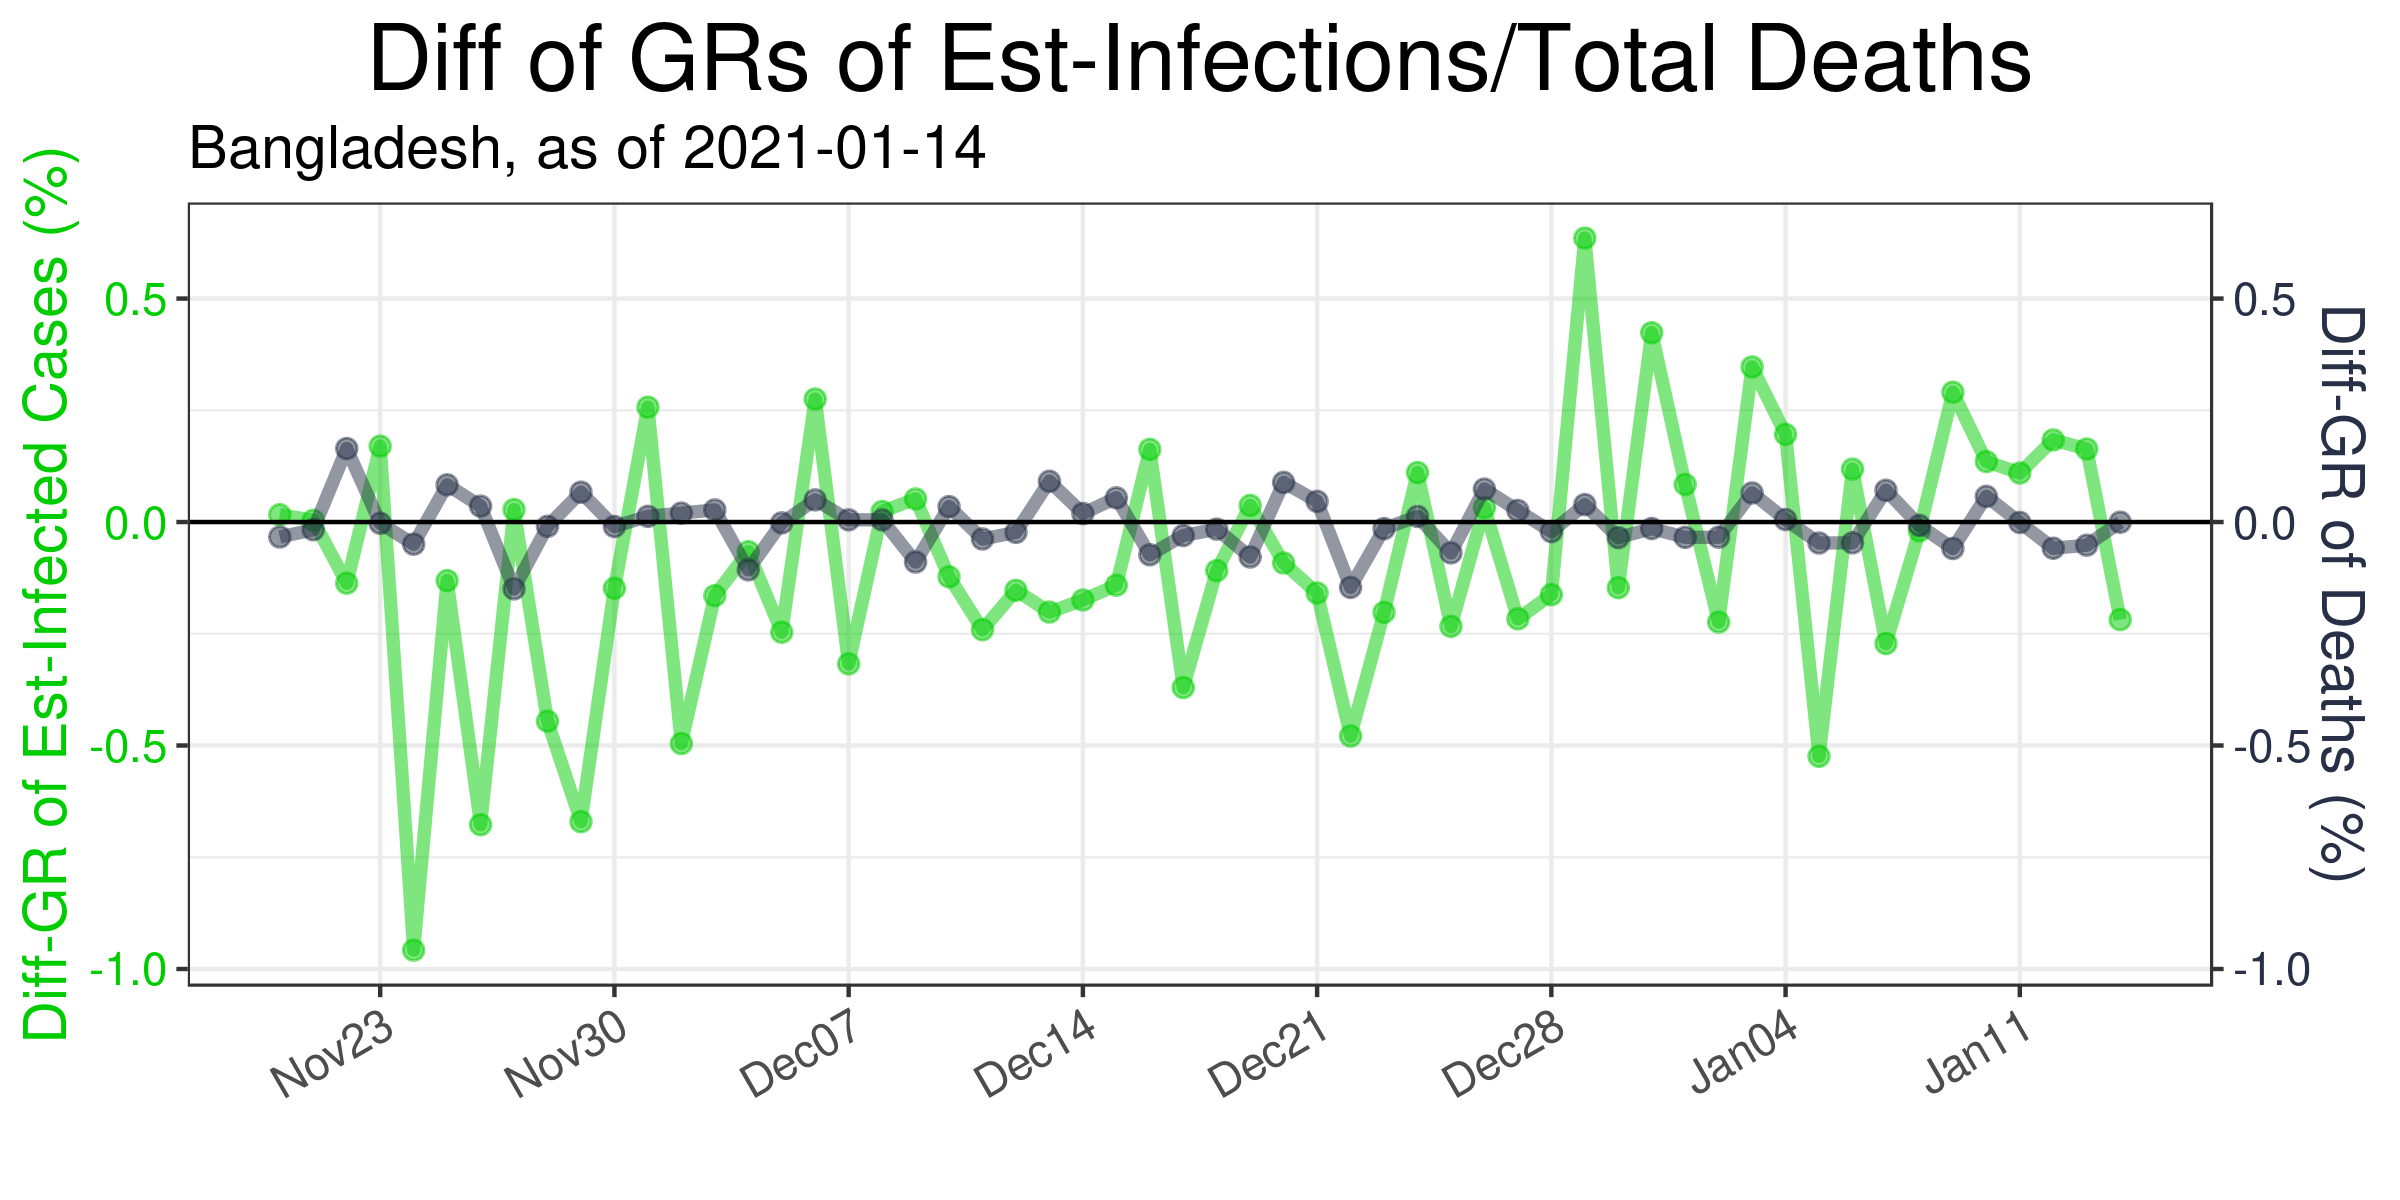 Diff of GRs of Est-Infections/Total Deaths
Bangladesh, as of 2021-01-14
Diff-GR of Est-Infected Cases (%)
0.5
0.0
-0.5
-1.0
0.5
0.0
-0.5
-1.0
Diff-GR of Deaths (%)
Nov23
Nov30
Dec07
Dec14
Dec21
Dec28
Jan04
Jan11